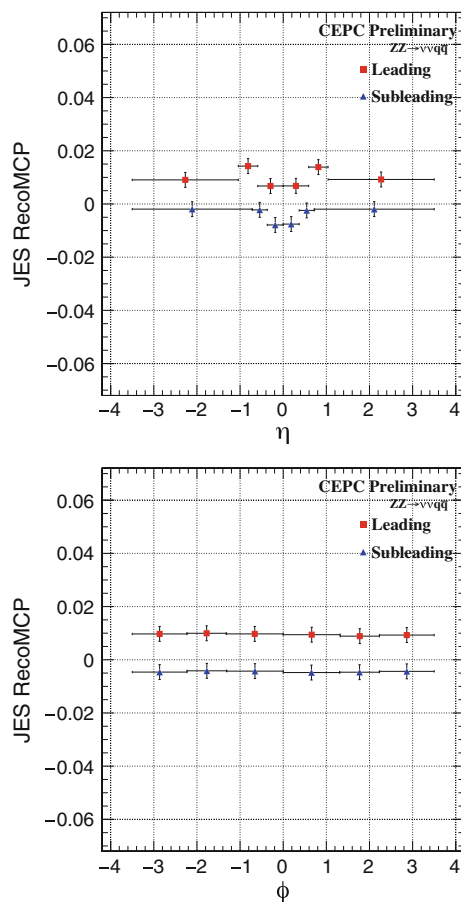 CEPC Preliminary
ZZ→ννqq̄
Leading
Subleading
JES RecoMCP
0.06
0.04
0.02
0
−0.02
−0.04
−0.06
−4 −3 −2 −1 0 1 2 3 4
η
CEPC Preliminary
ZZ→ννqq̄
Leading
Subleading
JES RecoMCP
0.06
0.04
0.02
0
−0.02
−0.04
−0.06
−4 −3 −2 −1 0 1 2 3 4
ϕ